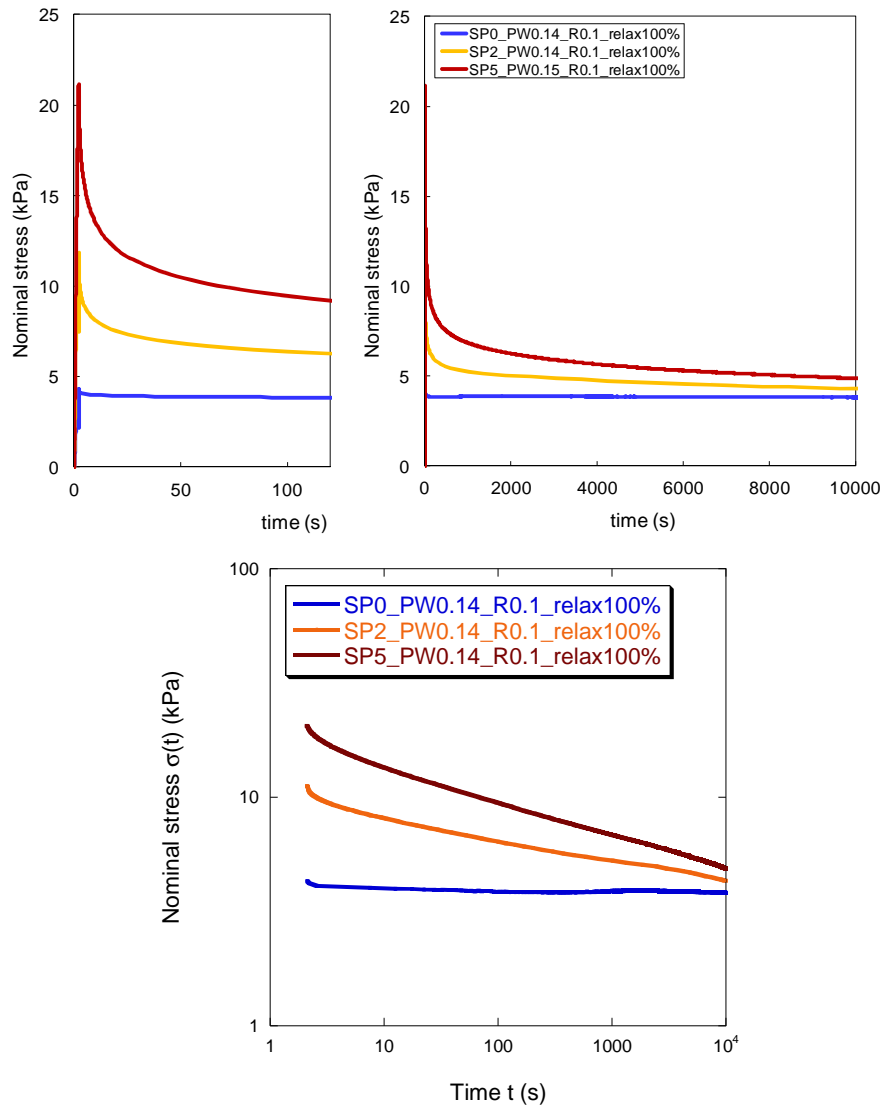 25
20
15
10
5
0
Nominal stress (kPa)
0
50
100
time (s)
25
20
15
10
5
0
Nominal stress (kPa)
SP0_PW0.14_R0.1_relax100%
SP2_PW0.14_R0.1_relax100%
SP5_PW0.15_R0.1_relax100%
0
2000
4000
6000
8000
10000
time (s)
100
10
1
Nominal stress σ(t) (kPa)
SP0_PW0.14_R0.1_relax100%
SP2_PW0.14_R0.1_relax100%
SP5_PW0.14_R0.1_relax100%
1
10
100
1000
10⁴
Time t (s)